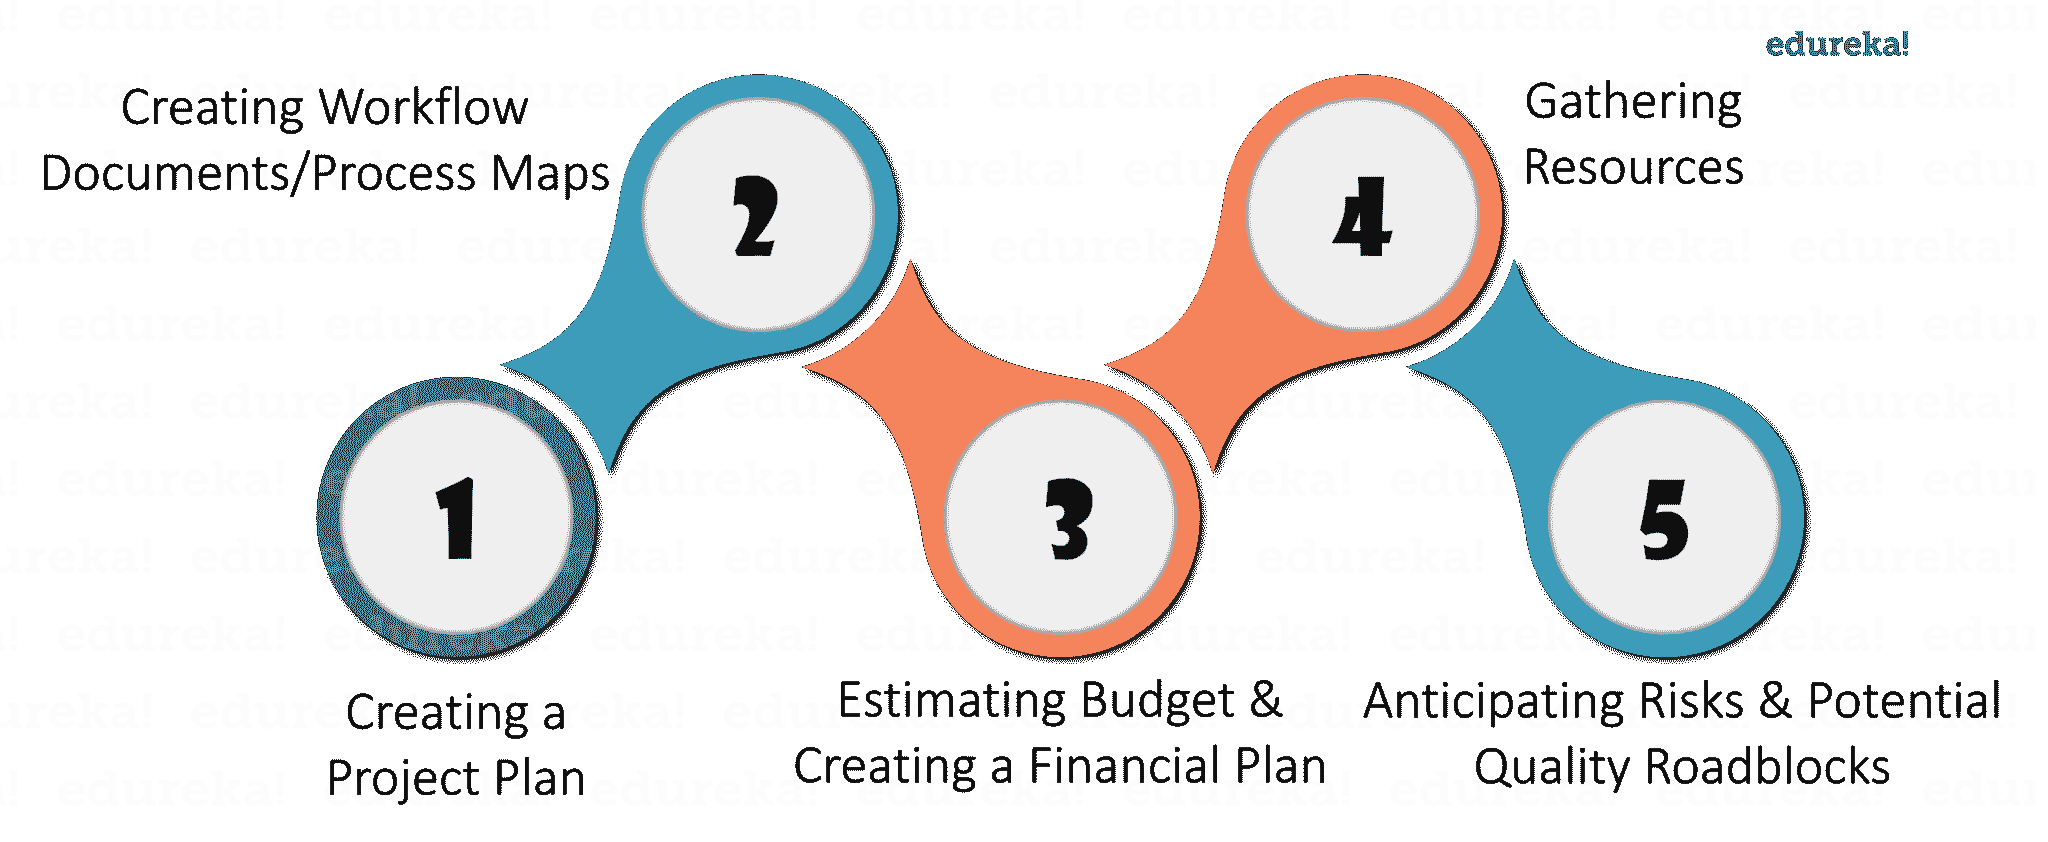 edureka!
Creating Workflow
Documents/Process Maps
2
4
Gathering
Resources
1
3
5
Creating a
Project Plan
Estimating Budget &
Creating a Financial Plan
Anticipating Risks & Potential
Quality Roadblocks